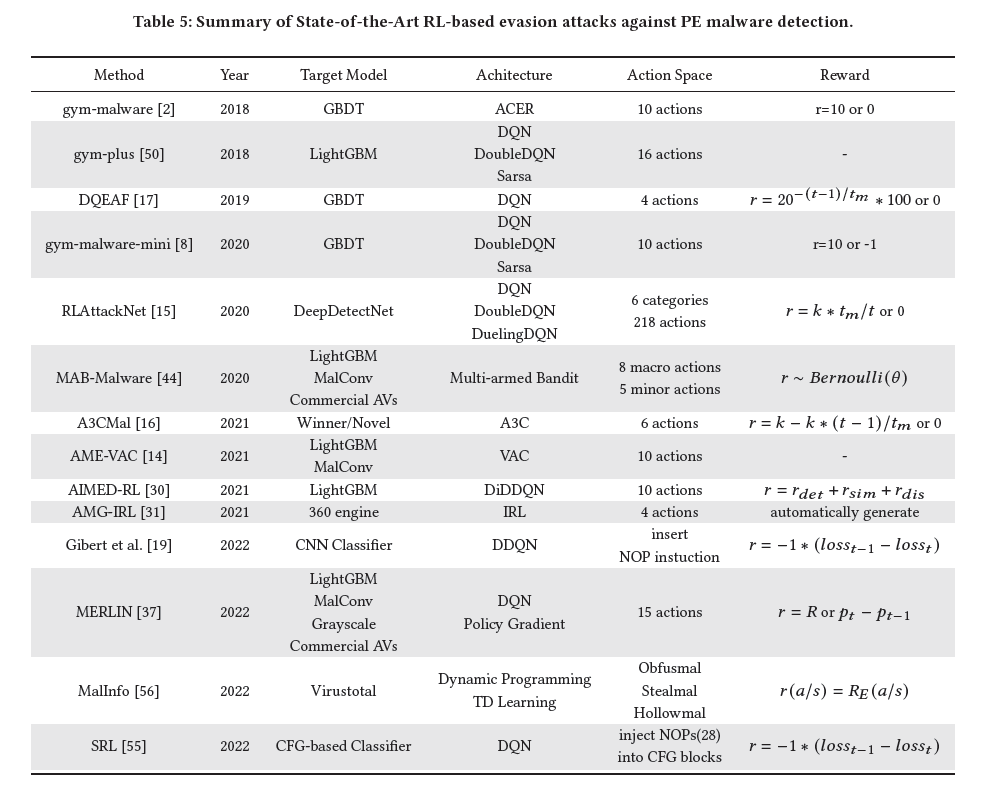 Table 5: Summary of State-of-the-Art RL-based evasion attacks against PE malware detection.
Method Year Target Model Achitecture Action Space Reward
gym-malware [2] 2018 GBDT ACER 10 actions r=10 or 0
DQN
gym-plus [50] 2018 LightGBM DoubleDQN 16 actions -
Sarsa
DQEAF [17] 2019 GBDT DQN 4 actions r = 20^{-(t-1)/t_m} * 100 or 0
DQN
gym-malware-mini [8] 2020 GBDT DoubleDQN 10 actions r=10 or -1
Sarsa
DQN
6 categories
RLAttackNet [15] 2020 DeepDetectNet DoubleDQN r = k * t_m/t or 0
218 actions
DuelingDQN
LightGBM
8 macro actions
MAB-Malware [44] 2020 MalConv Multi-armed Bandit r ~ Bernoulli(θ)
5 minor actions
Commercial AVs
A3CMal [16] 2021 Winner/Novel A3C 6 actions r = k − k * (t − 1)/t_m or 0
LightGBM
AME-VAC [14] 2021 VAC 10 actions -
MalConv
AIMED-RL [30] 2021 LightGBM DiDDQN 10 actions r = r_{det} + r_{sim} + r_{dis}
AMG-IRL [31] 2021 360 engine IRL 4 actions automatically generate
insert
Gibert et al. [19] 2022 CNN Classifier DDQN r = −1 * (loss_{t−1} − loss_t)
NOP instuction
LightGBM
MalConv DQN
MERLIN [37] 2022 15 actions r = R or p_t − p_{t−1}
Grayscale Policy Gradient
Commercial AVs
Obfusmal
Dynamic Programming
MalInfo [56] 2022 Virustotal Stealmal r(a/s) = R_E(a/s)
TD Learning
Hollowmal
inject NOPs(28)
SRL [55] 2022 CFG-based Classifier DQN r = −1 * (loss_{t−1} − loss_t)
into CFG blocks